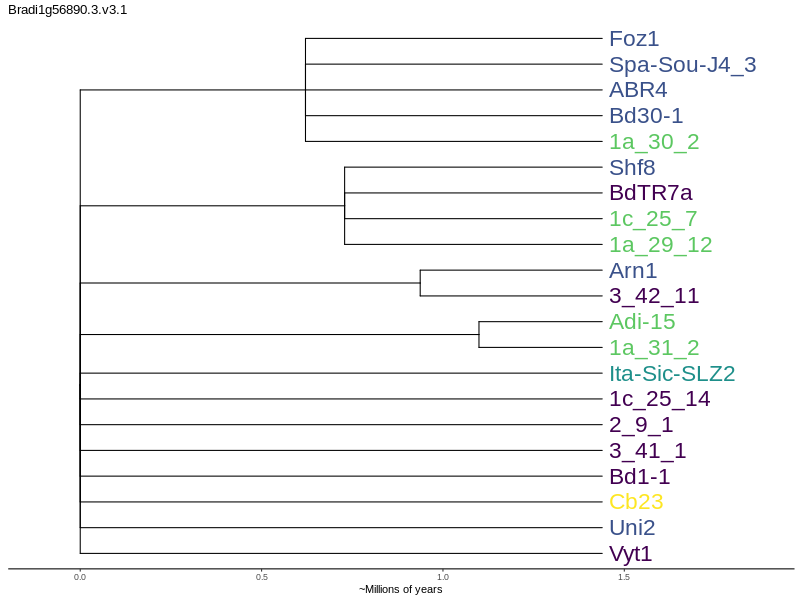 Bradi1g56890.3.v3.1
Foz1
Spa-Sou-J4_3
ABR4
Bd30-1
1a_30_2
Shf8
BdTR7a
1c_25_7
1a_29_12
Arn1
3_42_11
Adi-15
1a_31_2
Ita-Sic-SLZ2
1c_25_14
2_9_1
3_41_1
Bd1-1
Cb23
Uni2
Vyt1
0.0 0.5 1.0 1.5
~Millions of years